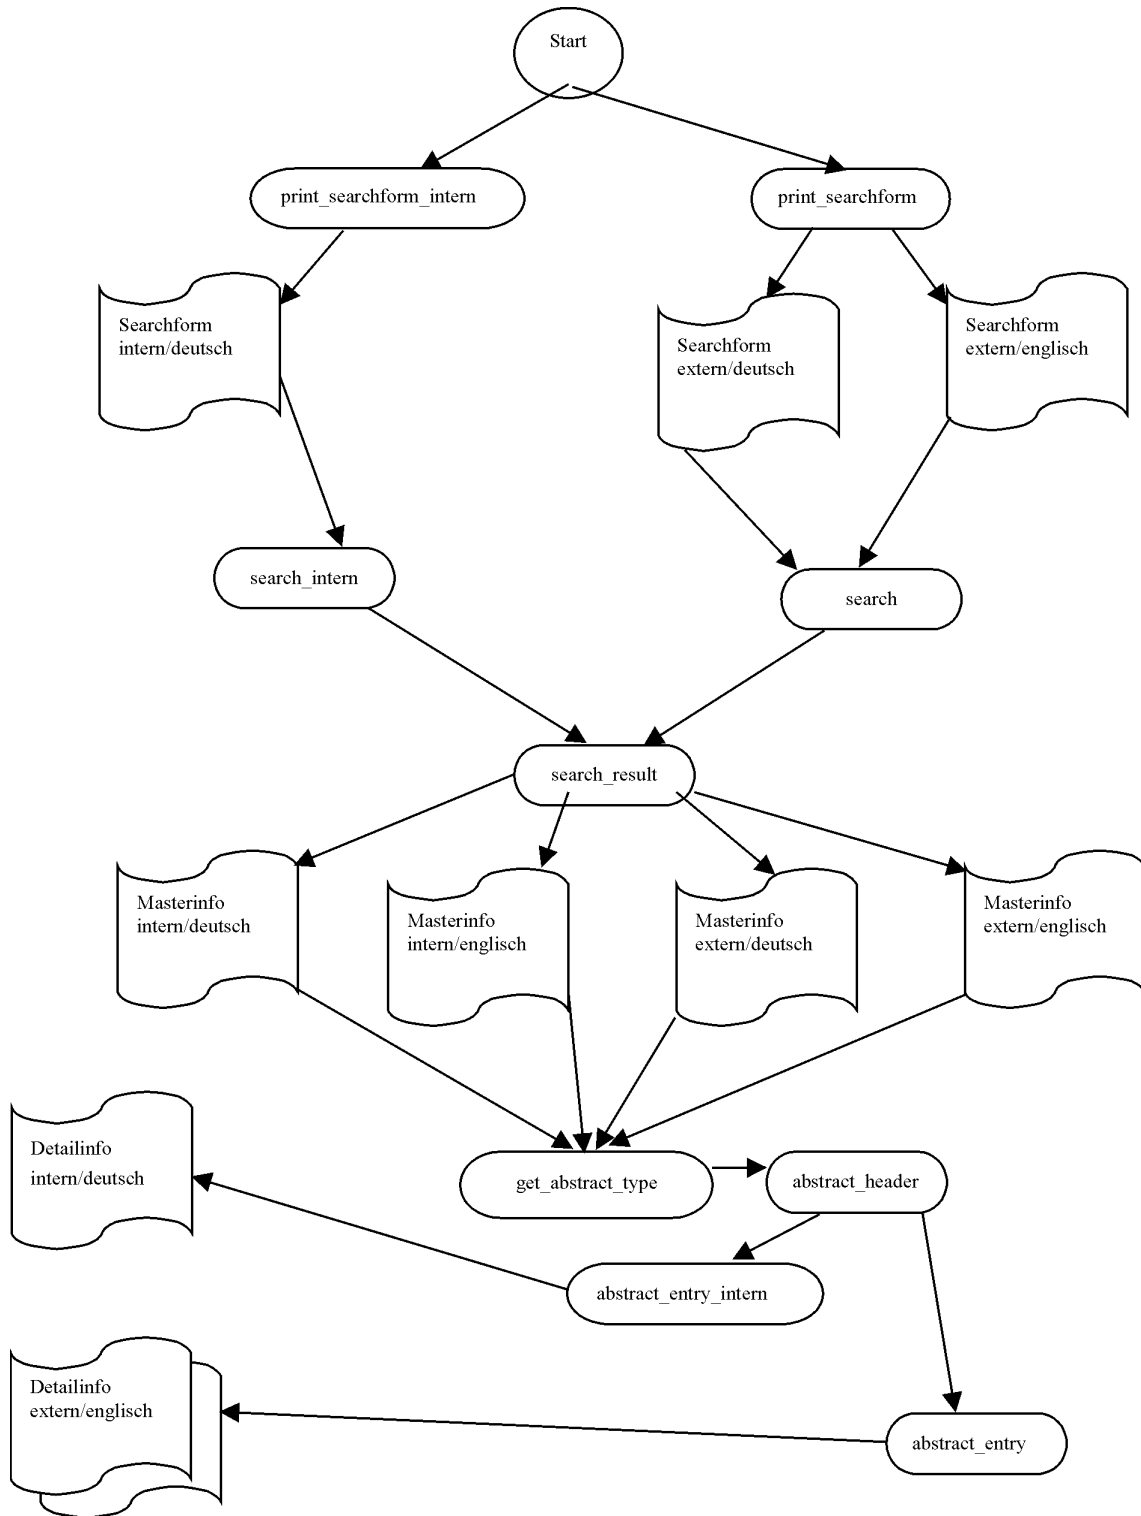 Start
print_searchform_intern
print_searchform
Searchform
intern/deutsch
Searchform
extern/deutsch
Searchform
extern/englisch
search_intern
search
search_result
Masterinfo
intern/deutsch
Masterinfo
intern/englisch
Masterinfo
extern/deutsch
Masterinfo
extern/englisch
Detailinfo
intern/deutsch
get_abstract_type
abstract_header
abstract_entry_intern
Detailinfo
extern/englisch
abstract_entry